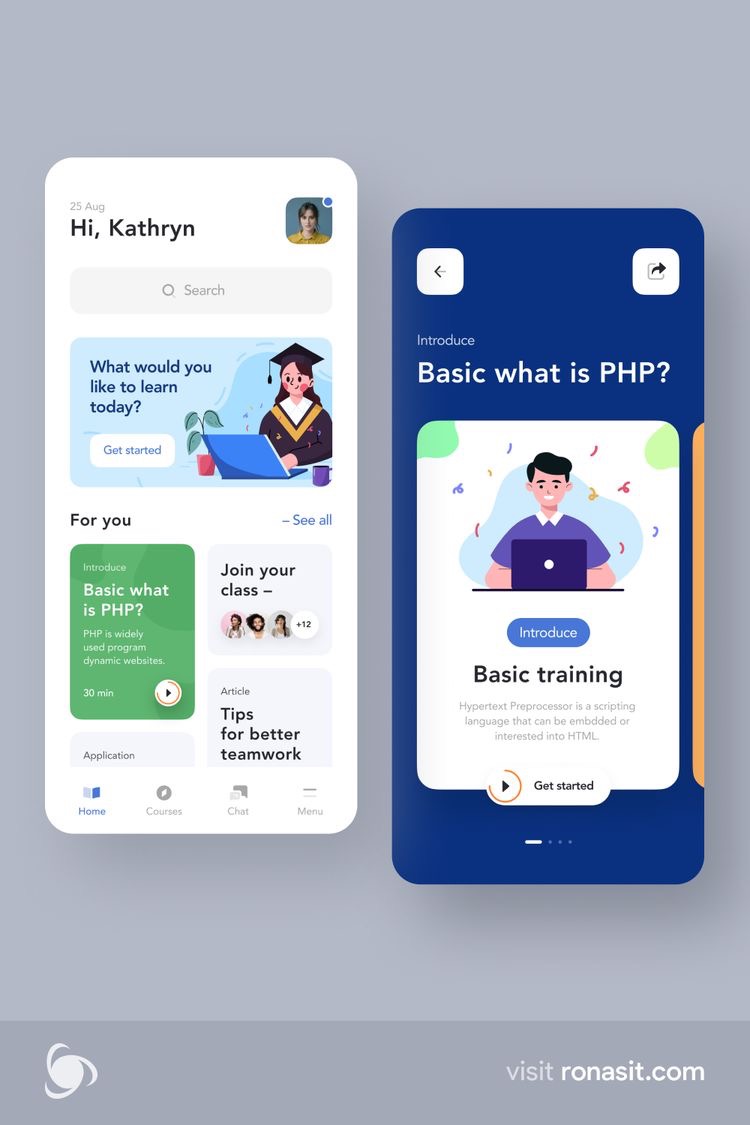 25 Aug
Hi, Kathryn
Search
What would you
like to learn
today?
Get started
For you
– See all
Introduce
Basic what
is PHP?
PHP is widely
used program
dynamic websites.
30 min
Join your
class –
+12
Article
Tips
for better
teamwork
Application
Home
Courses
Chat
Menu
Introduce
Basic what is PHP?
Introduce
Basic training
Hypertext Preprocessor is a scripting
language that can be embdded or
interested into HTML.
Get started
visit ronasit.com